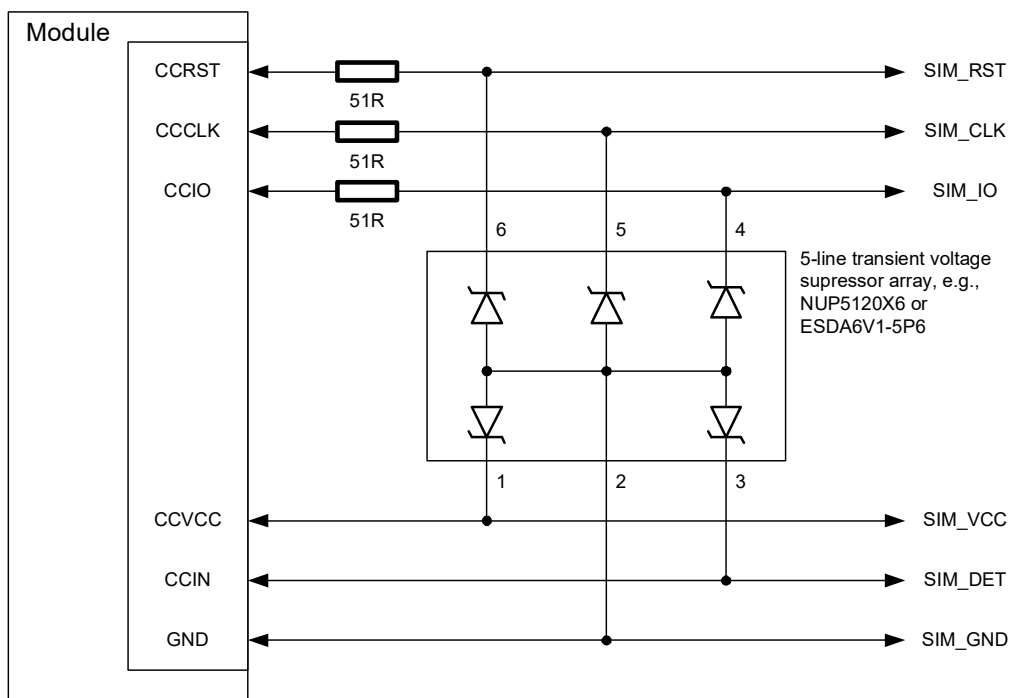 Module
CCRST
51R
SIM_RST
CCCLK
51R
SIM_CLK
CCIO
51R
SIM_IO
6
5
4
5-line transient voltage
supressor array, e.g.,
NUP5120X6 or
ESDA6V1-5P6
1
2
3
CCVCC
SIM_VCC
CCIN
SIM_DET
GND
SIM_GND